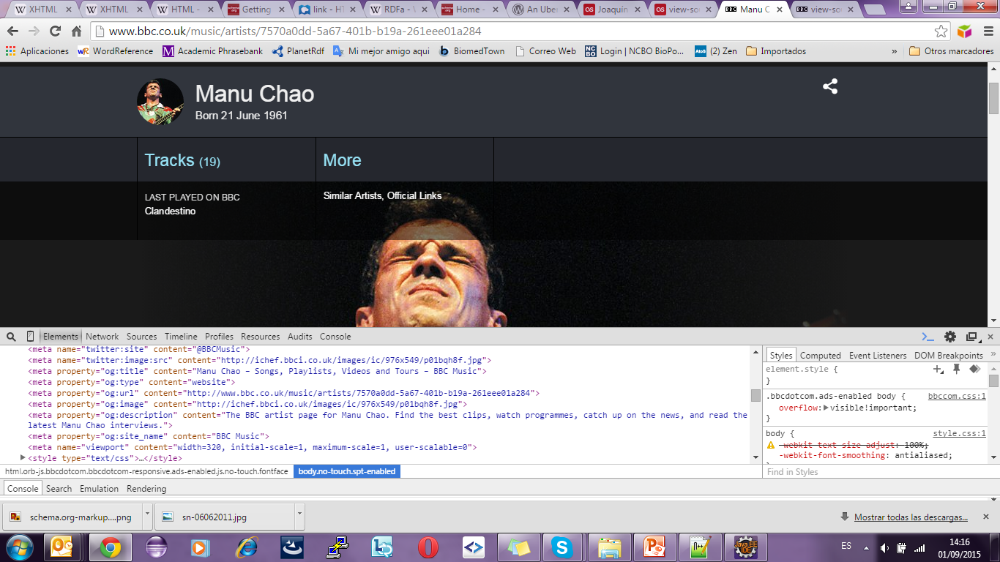 XHTML
XHTML
HTML -
Getting
link - HT
RDFa - V
Home -
An Uber
Joaquín
view-so
Manu C
view-so
www.bbc.co.uk/music/artists/7570a0dd-5a67-401b-b19a-261eee01a284
Aplicaciones WordReference Academic Phrasebank PlanetRdf Mi mejor amigo aqui BiomedTown Correo Web Login | NCBO BioPo... (2) Zen Importados » Otros marcadores
Manu Chao
Born 21 June 1961
Tracks (19)
More
LAST PLAYED ON BBC
Clandestino
Similar Artists, Official Links
Elements Network Sources Timeline Profiles Resources Audits Console
<meta name="twitter:site" content="@BBCMusic">
<meta name="twitter:image:src" content="http://ichef.bbci.co.uk/images/ic/976x549/p01bqh8f.jpg">
<meta property="og:title" content="Manu Chao - Songs, Playlists, Videos and Tours - BBC Music">
<meta property="og:type" content="website">
<meta property="og:url" content="http://www.bbc.co.uk/music/artists/7570a0dd-5a67-401b-b19a-261eee01a284">
<meta property="og:image" content="http://ichef.bbci.co.uk/images/ic/976x549/p01bqh8f.jpg">
<meta property="og:description" content="The BBC artist page for Manu Chao. Find the best clips, watch programmes, catch up on the news, and read the
latest Manu Chao interviews.">
<meta property="og:site_name" content="BBC Music">
<meta name="viewport" content="width=320, initial-scale=1, maximum-scale=1, user-scalable=0">
<style type="text/css">…</style>
html.orb-js.bbcdotcom.bbcdotcom-responsive.ads-enabled.js.no-touch.fontface body.no-touch.spt-enabled
Styles Computed Event Listeners DOM Breakpoints »
element.style {
}
.bbcdotcom.ads-enabled body { bbccom.css:1
overflow: visible!important;
}
body { style.css:1
-webkit-text-size-adjust: 100%;
-webkit-font-smoothing: antialiased;
Find in Styles
Console Search Emulation Rendering
schema.org-markup....png
sn-06062011.jpg
Mostrar todas las descargas...
ES
14:16
01/09/2015